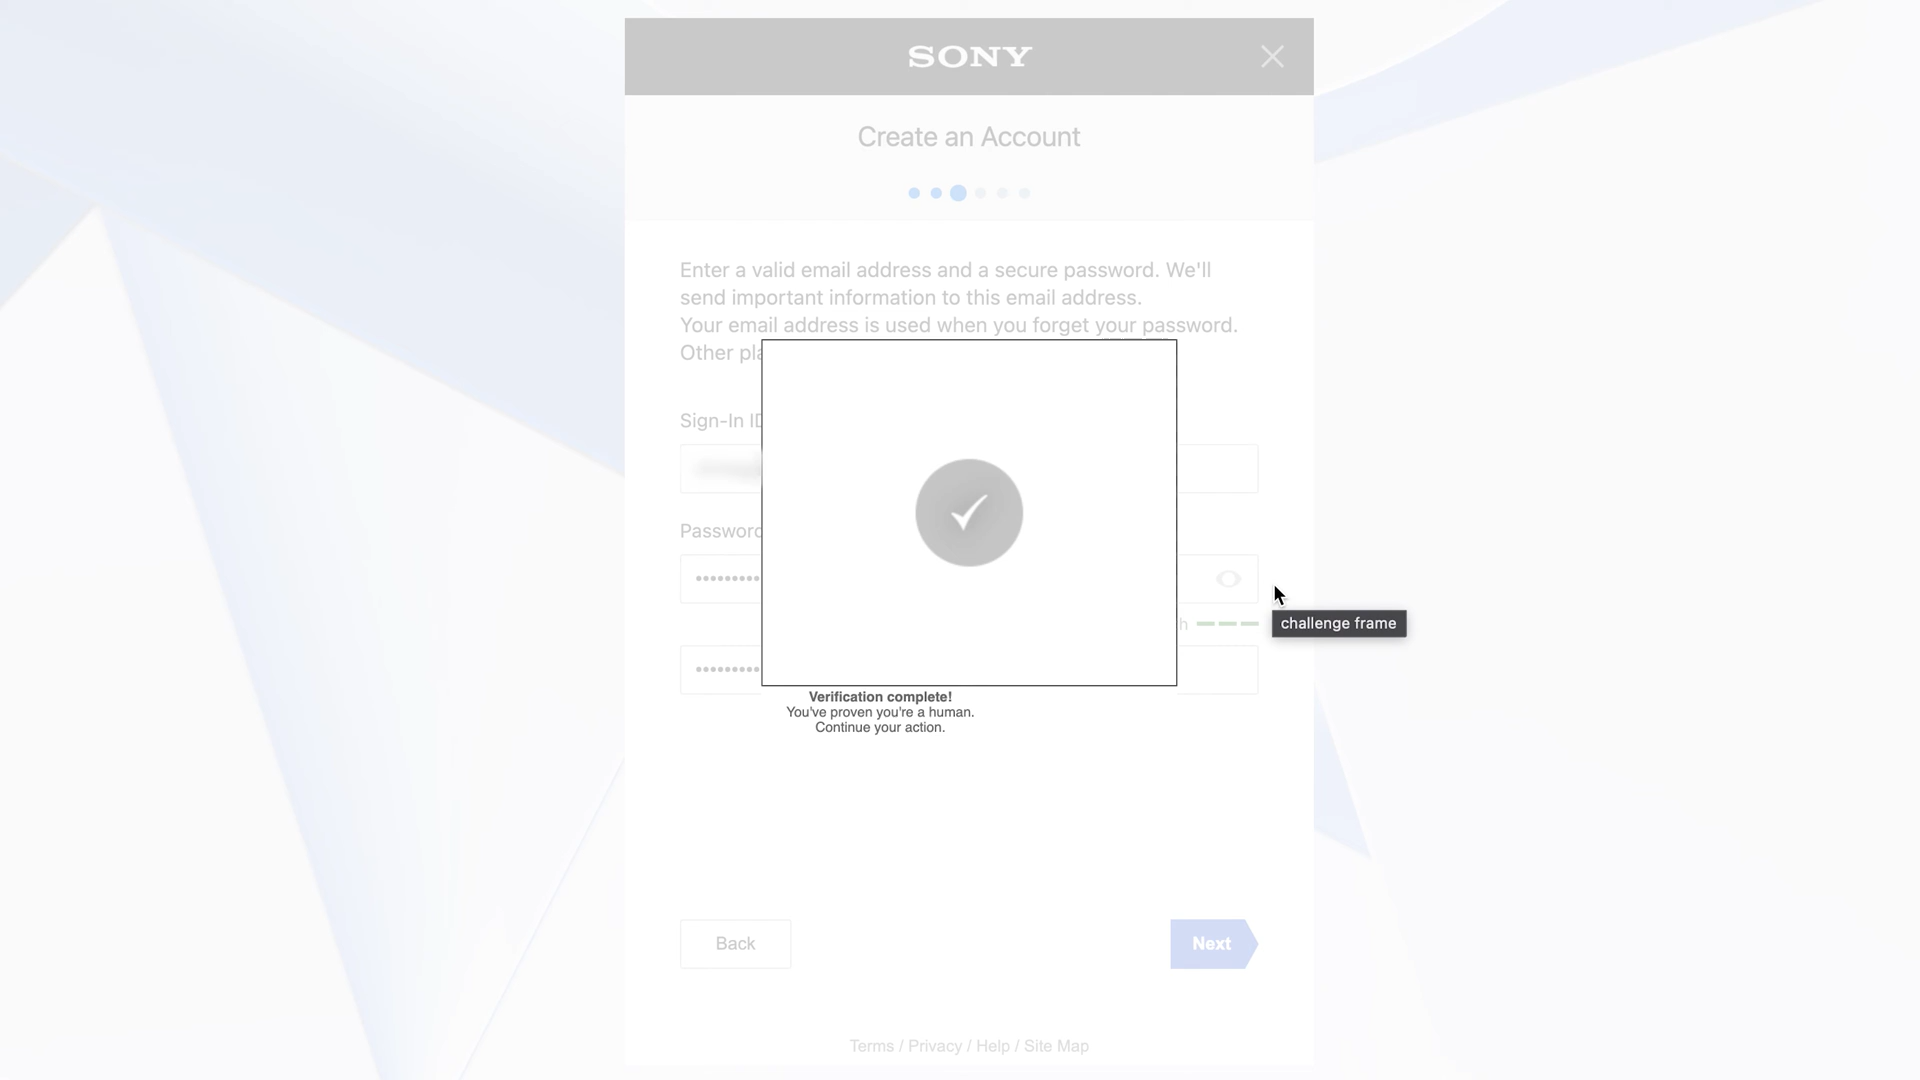 SONY
Create an Account
Enter a valid email address and a secure password. We'll
send important information to this email address.
Your email address is used when you forget your password.
Other
Sign-In
Password
Verification complete!
You've proven you're a human.
Continue your action.
challenge frame
Back
Next
Terms / Privacy / Help / Site Map